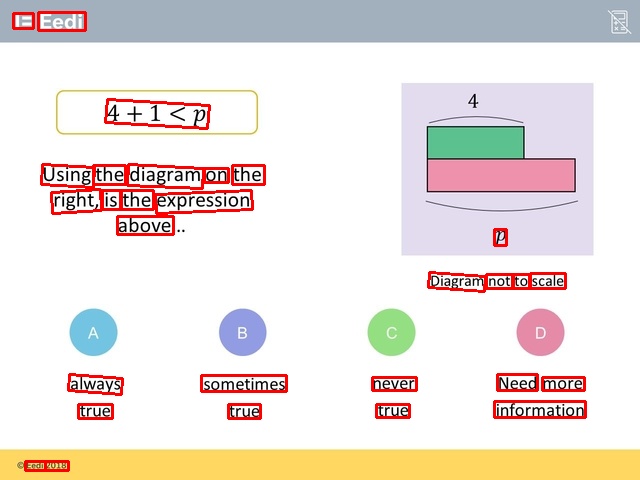 Eedi
4 + 1 < p
4
Using the diagram on the
right, is the expression
above...
p
Diagram not to scale
A
B
C
D
always
true
sometimes
true
never
true
Need more
information
© Eedi 2018